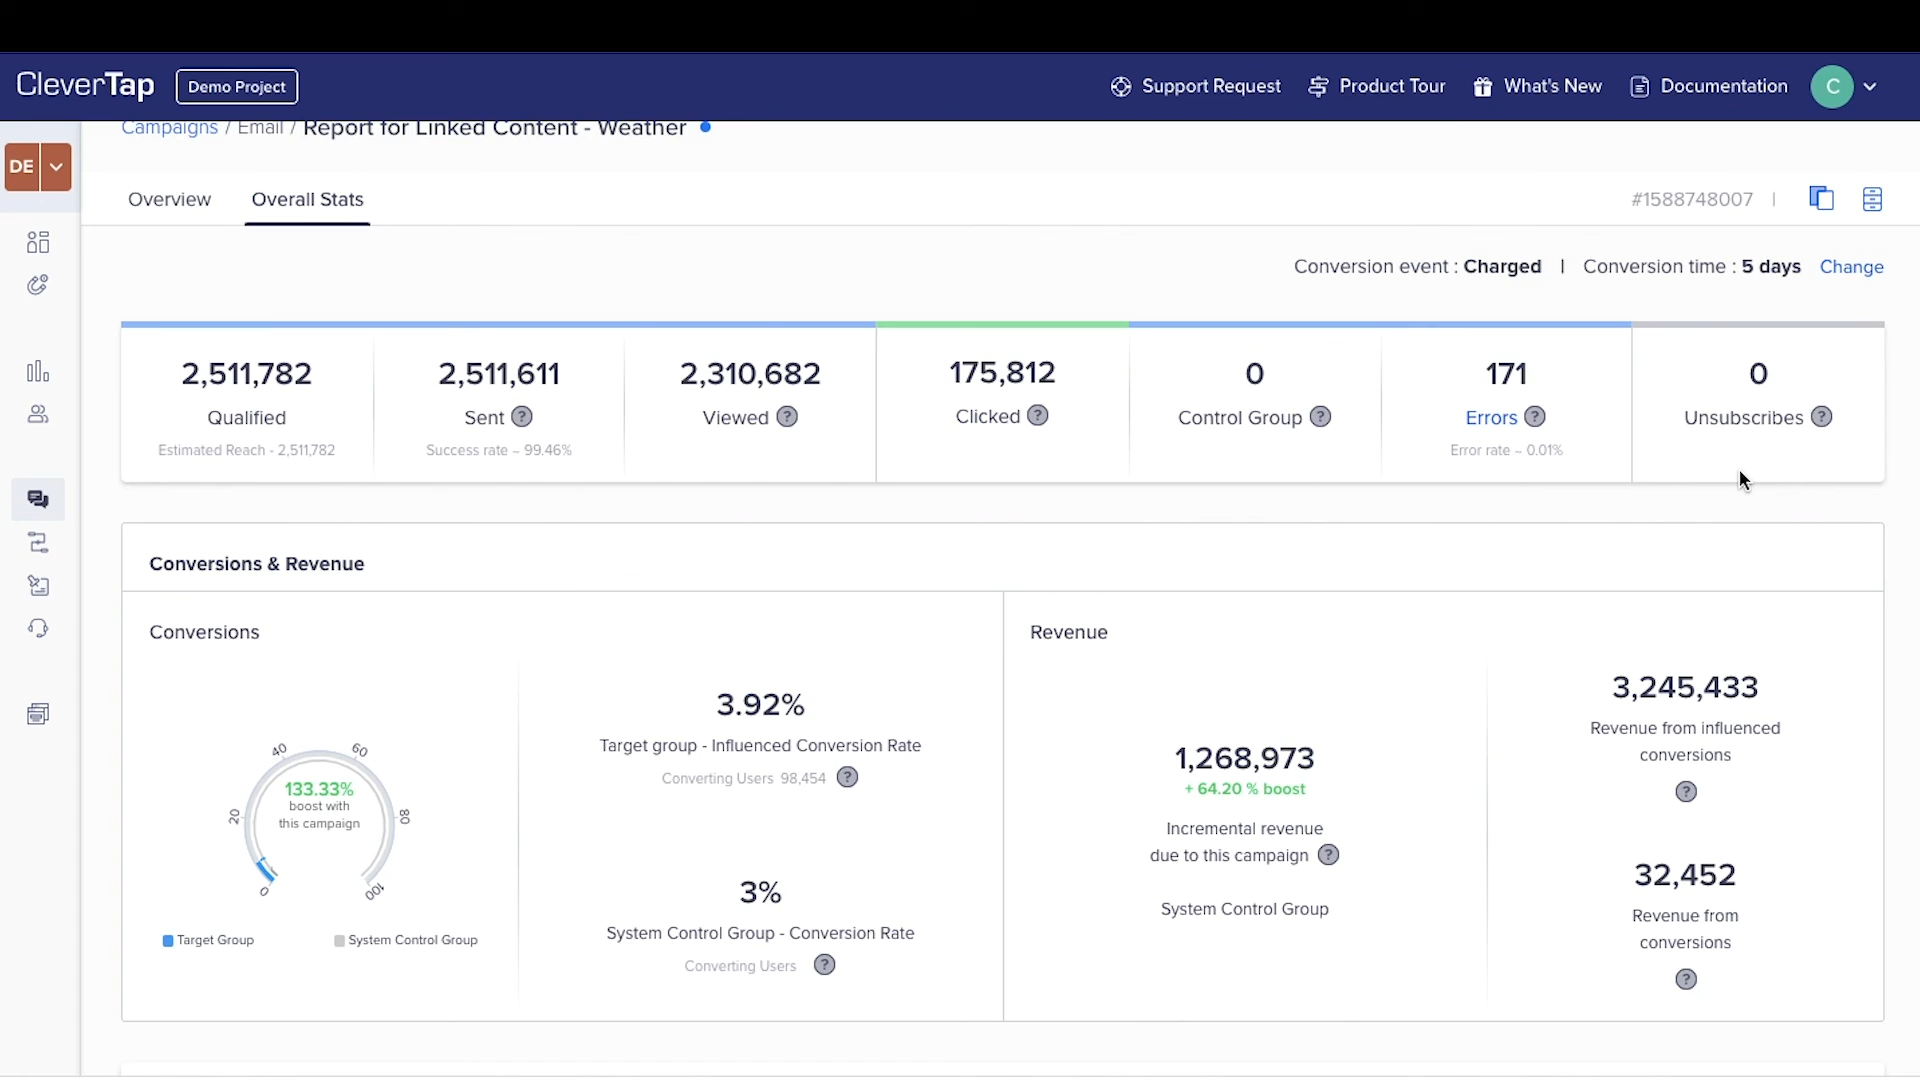 CleverTap
Demo Project
Support Request
Product Tour
What's New
Documentation
C
Campaigns / Email / Report for Linked Content - Weather
DE
Overview
Overall Stats
#1588748007 |
Conversion event : Charged | Conversion time : 5 days Change
2,511,782
Qualified
Estimated Reach - 2,511,782
2,511,611
Sent ?
Success rate ~ 99.46%
2,310,682
Viewed ?
175,812
Clicked ?
0
Control Group ?
171
Errors ?
Error rate ~ 0.01%
0
Unsubscribes ?
Conversions & Revenue
Conversions
0
20
40
60
80
100
133.33%
boost with
this campaign
Target Group
System Control Group
3.92%
Target group - Influenced Conversion Rate
Converting Users 98,454 ?
3%
System Control Group - Conversion Rate
Converting Users ?
Revenue
1,268,973
+ 64.20 % boost
Incremental revenue
due to this campaign ?
System Control Group
3,245,433
Revenue from influenced
conversions
?
32,452
Revenue from
conversions
?